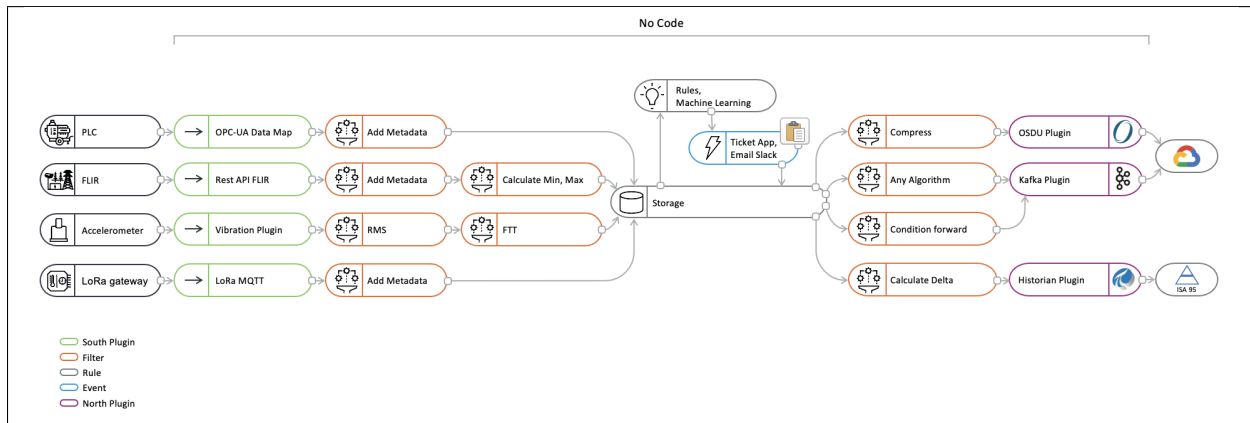 No Code
Rules,
Machine Learning
PLC
OPC-UA Data Map
Add Metadata
Ticket App,
Email Slack
Compress
OSDU Plugin
FLIR
Rest API FLIR
Add Metadata
Calculate Min, Max
Storage
Any Algorithm
Kafka Plugin
Accelerometer
Vibration Plugin
RMS
FTT
Condition forward
LoRa gateway
LoRa MQTT
Add Metadata
Calculate Delta
Historian Plugin
ISA 95
South Plugin
Filter
Rule
Event
North Plugin